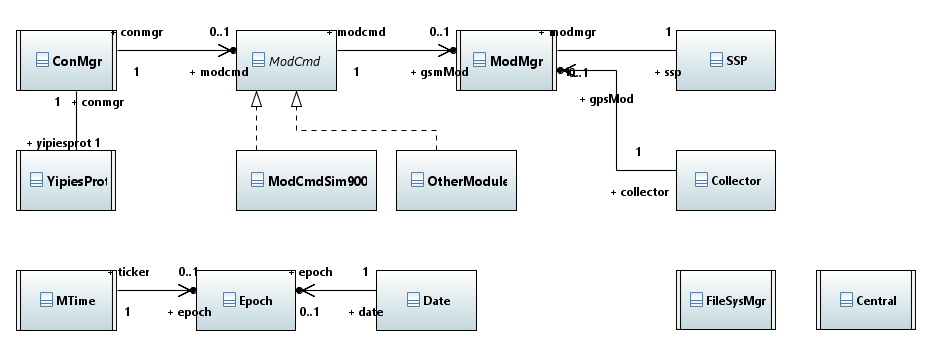 + conmgr
0..1
+ modcmd
0..1
+ modmgr
1
ConMgr
ModCmd
ModMgr
SSP
1
+ modcmd
1
+ gsmMod
0..1
+ ssp
1
+ conmgr
+ gpsMod
+ yipiesprot
1
1
YipiesProt
ModCmdSim900
OtherModule
Collector
+ collector
+ ticker
0..1
+ epoch
1
MTime
Epoch
Date
FileSysMgr
Central
1
+ epoch
0..1
+ date